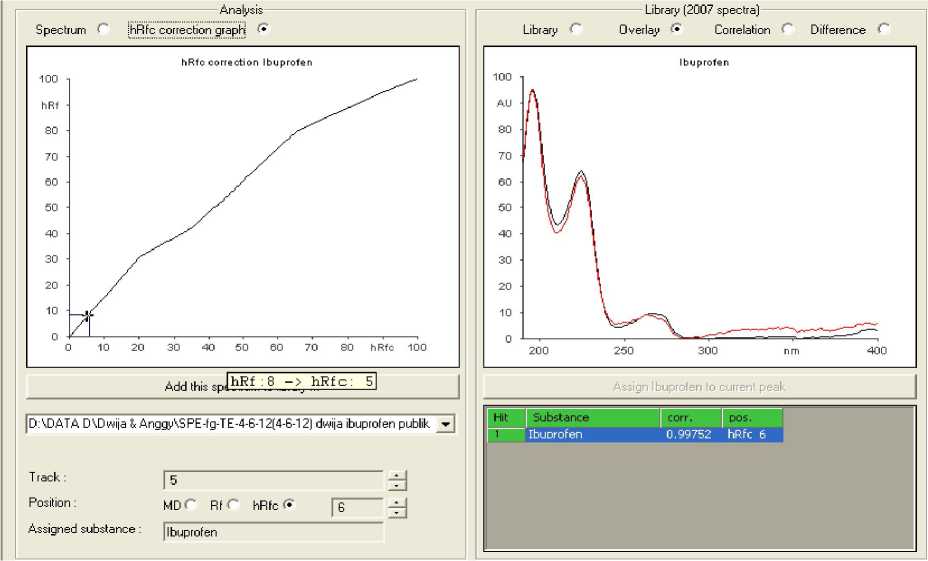 Analysis
Spectrum hRfc correction graph
hRfc correction Ibuprofen
100
hRf
80
70
60
50
40
30
20
10
0
0 10 20 30 40 50 60 70 80 hRfc 100
Add this
hRf:8 -> hRfc: 5
D:\DATA D\Dwija & Anggy\SPE-fg-TE-4-6-12(4-6-12) dwija ibuprofen publik
Track : 5
Position : MD Rf hRfc 6
Assigned substance : Ibuprofen
Library (2007 spectra)
Library Overlay Correlation Difference
Ibuprofen
100
AU
80
70
60
50
40
30
20
10
0
200 250 300 nm 400
Assign Ibuprofen to current peak
Hit Substance corr. pos.
1 Ibuprofen 0.99752 hRfc 6